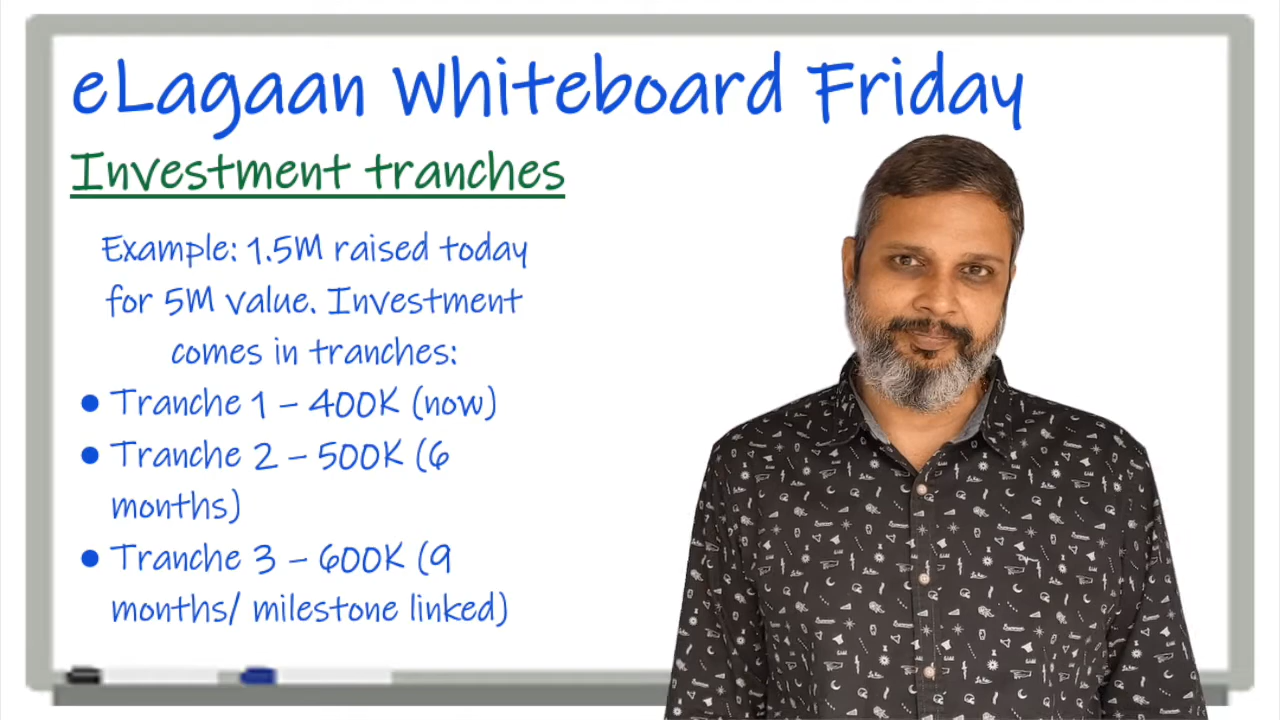 eLagaan Whiteboard Friday
Investment tranches
Example: 1.5M raised today
for 5M value. Investment
comes in tranches:
● Tranche 1 – 400K (now)
● Tranche 2 – 500K (6
months)
● Tranche 3 – 600K (9
months/ milestone linked)